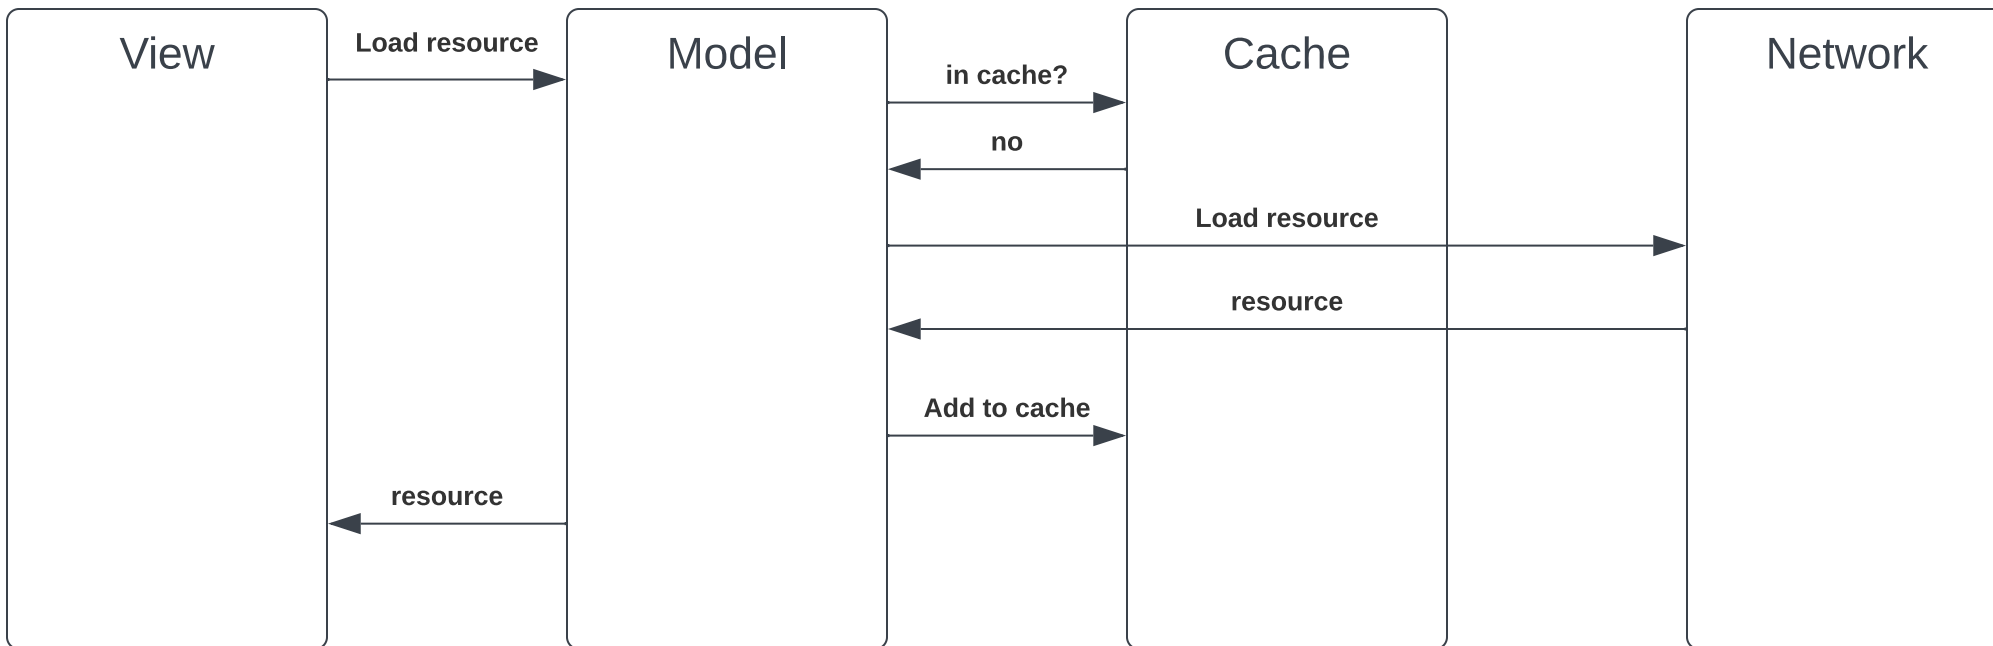 View
Load resource
Model
in cache?
Cache
Network
no
Load resource
resource
Add to cache
resource